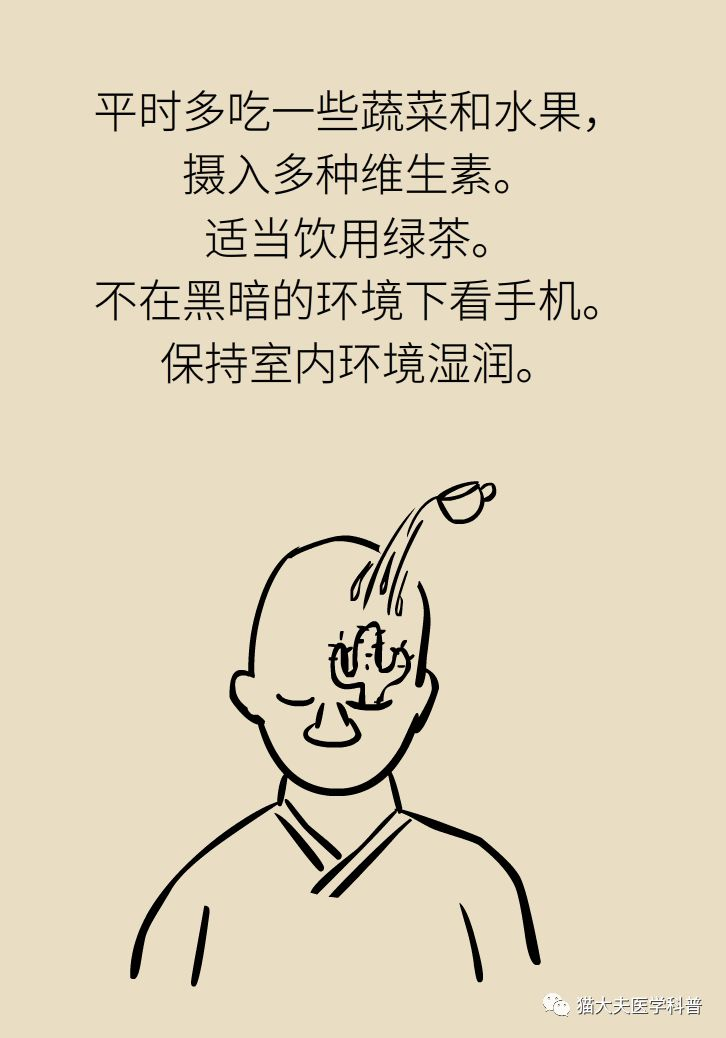 平时多吃一些蔬菜和水果，
摄入多种维生素。
适当饮用绿茶。
不在黑暗的环境下看手机。
保持室内环境湿润。
猫大夫医学科普